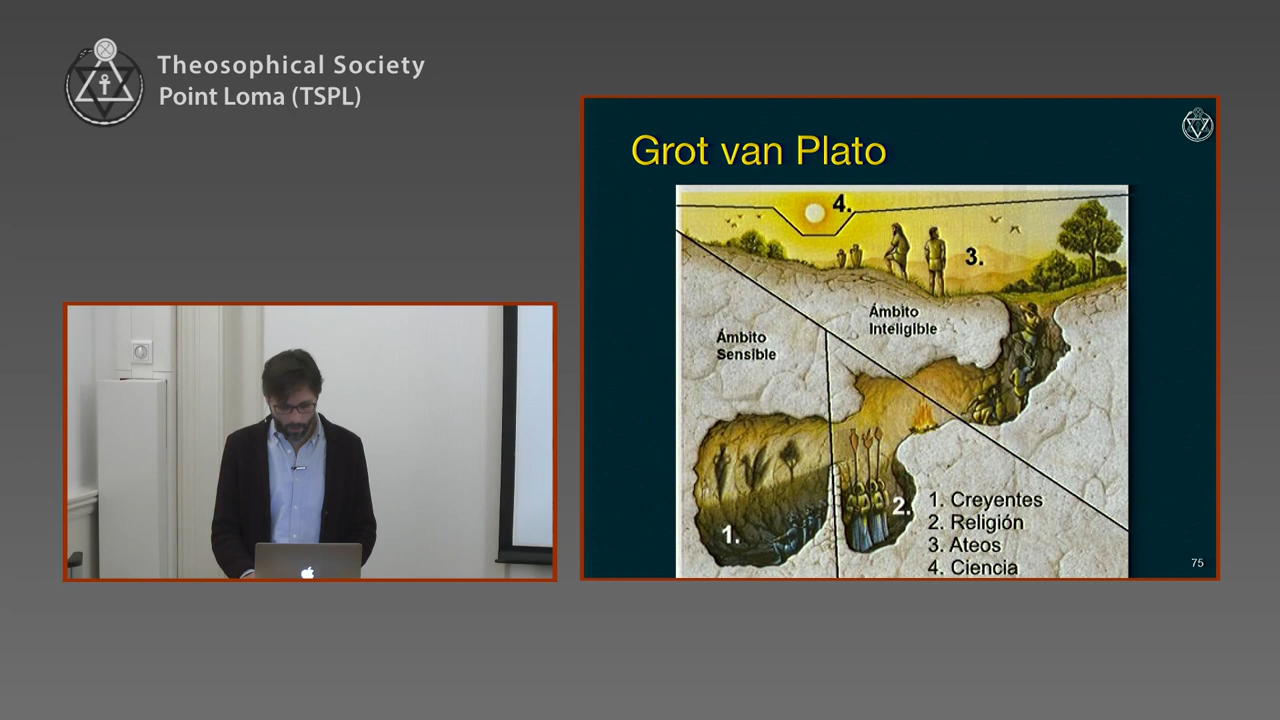 Theosophical Society
Point Loma (TSPL)
Grot van Plato
4.
3.
Ámbito
Inteligible
Ámbito
Sensible
2.
1.
1. Creyentes
2. Religión
3. Ateos
4. Ciencia
75